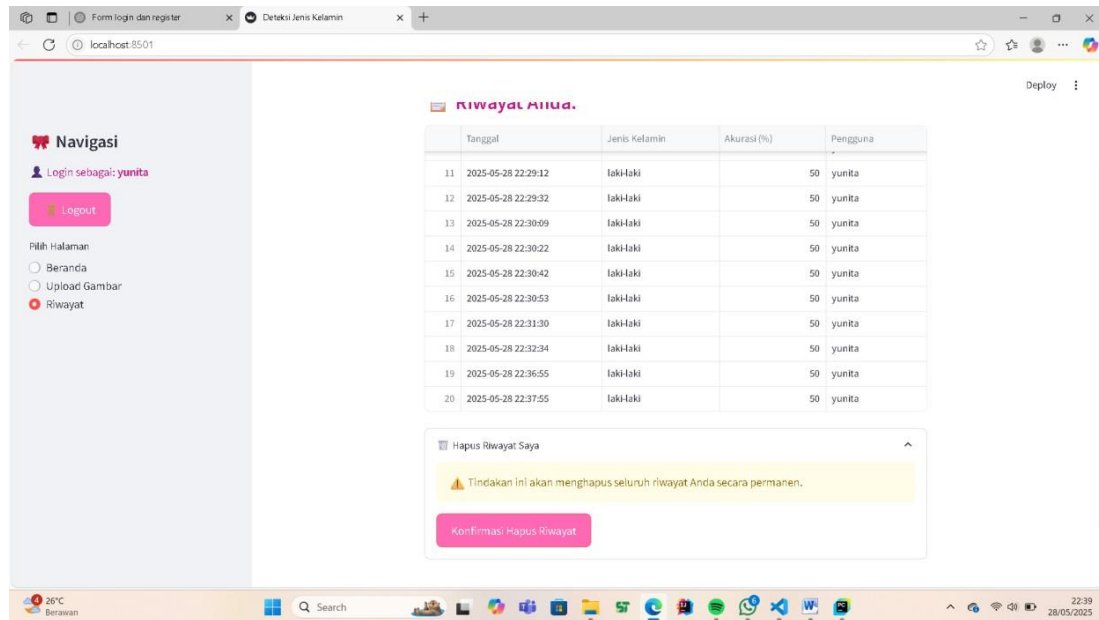 Form login dan register
Deteksi Jenis Kelamin
localhost:8501
Deploy
Navigasi
Login sebagai: yunita
Logout
Pilih Halaman
Beranda
Upload Gambar
Riwayat
Riwayat Anda.
Tanggal Jenis Kelamin Akurasi (%) Pengguna
11 2025-05-28 22:29:12 laki-laki 50 yunita
12 2025-05-28 22:29:32 laki-laki 50 yunita
13 2025-05-28 22:30:09 laki-laki 50 yunita
14 2025-05-28 22:30:22 laki-laki 50 yunita
15 2025-05-28 22:30:42 laki-laki 50 yunita
16 2025-05-28 22:30:53 laki-laki 50 yunita
17 2025-05-28 22:31:30 laki-laki 50 yunita
18 2025-05-28 22:32:34 laki-laki 50 yunita
19 2025-05-28 22:36:55 laki-laki 50 yunita
20 2025-05-28 22:37:55 laki-laki 50 yunita
Hapus Riwayat Saya
Tindakan ini akan menghapus seluruh riwayat Anda secara permanen.
Konfirmasi Hapus Riwayat
4
26°C
Berawan
Search
22:39
28/05/2025